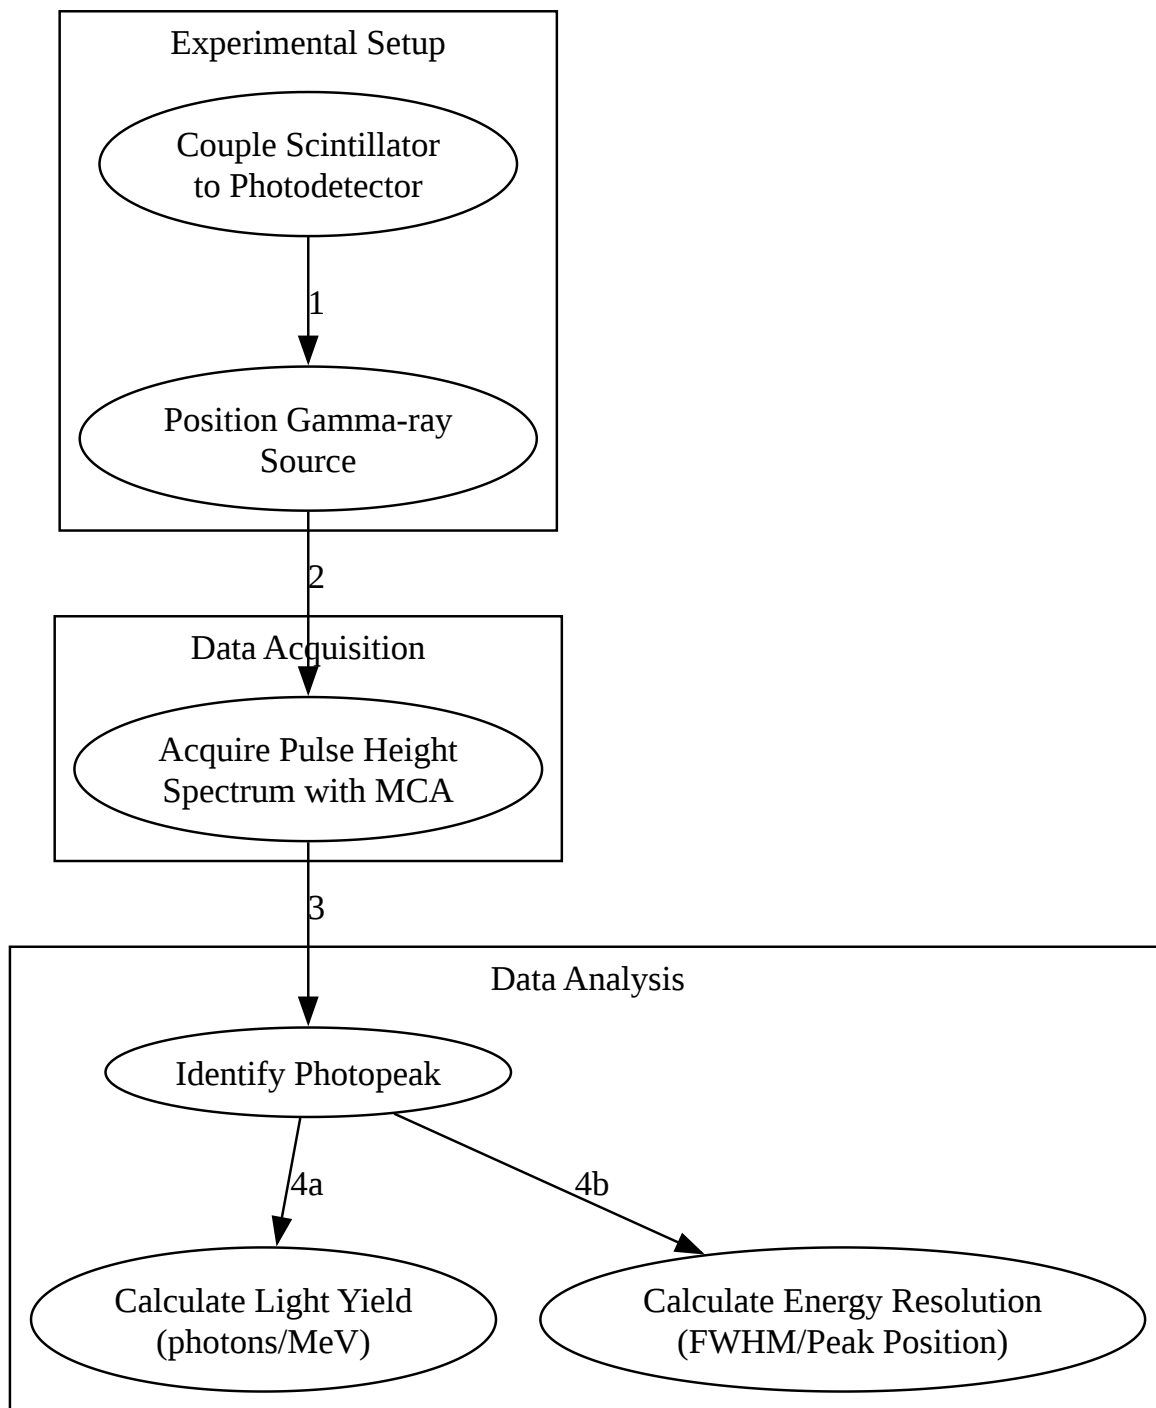 Experimental Setup
Couple Scintillator
to Photodetector
1
Position Gamma-ray
Source
2
Data Acquisition
Acquire Pulse Height
Spectrum with MCA
3
Data Analysis
Identify Photopeak
4a
4b
Calculate Light Yield
(photons/MeV)
Calculate Energy Resolution
(FWHM/Peak Position)